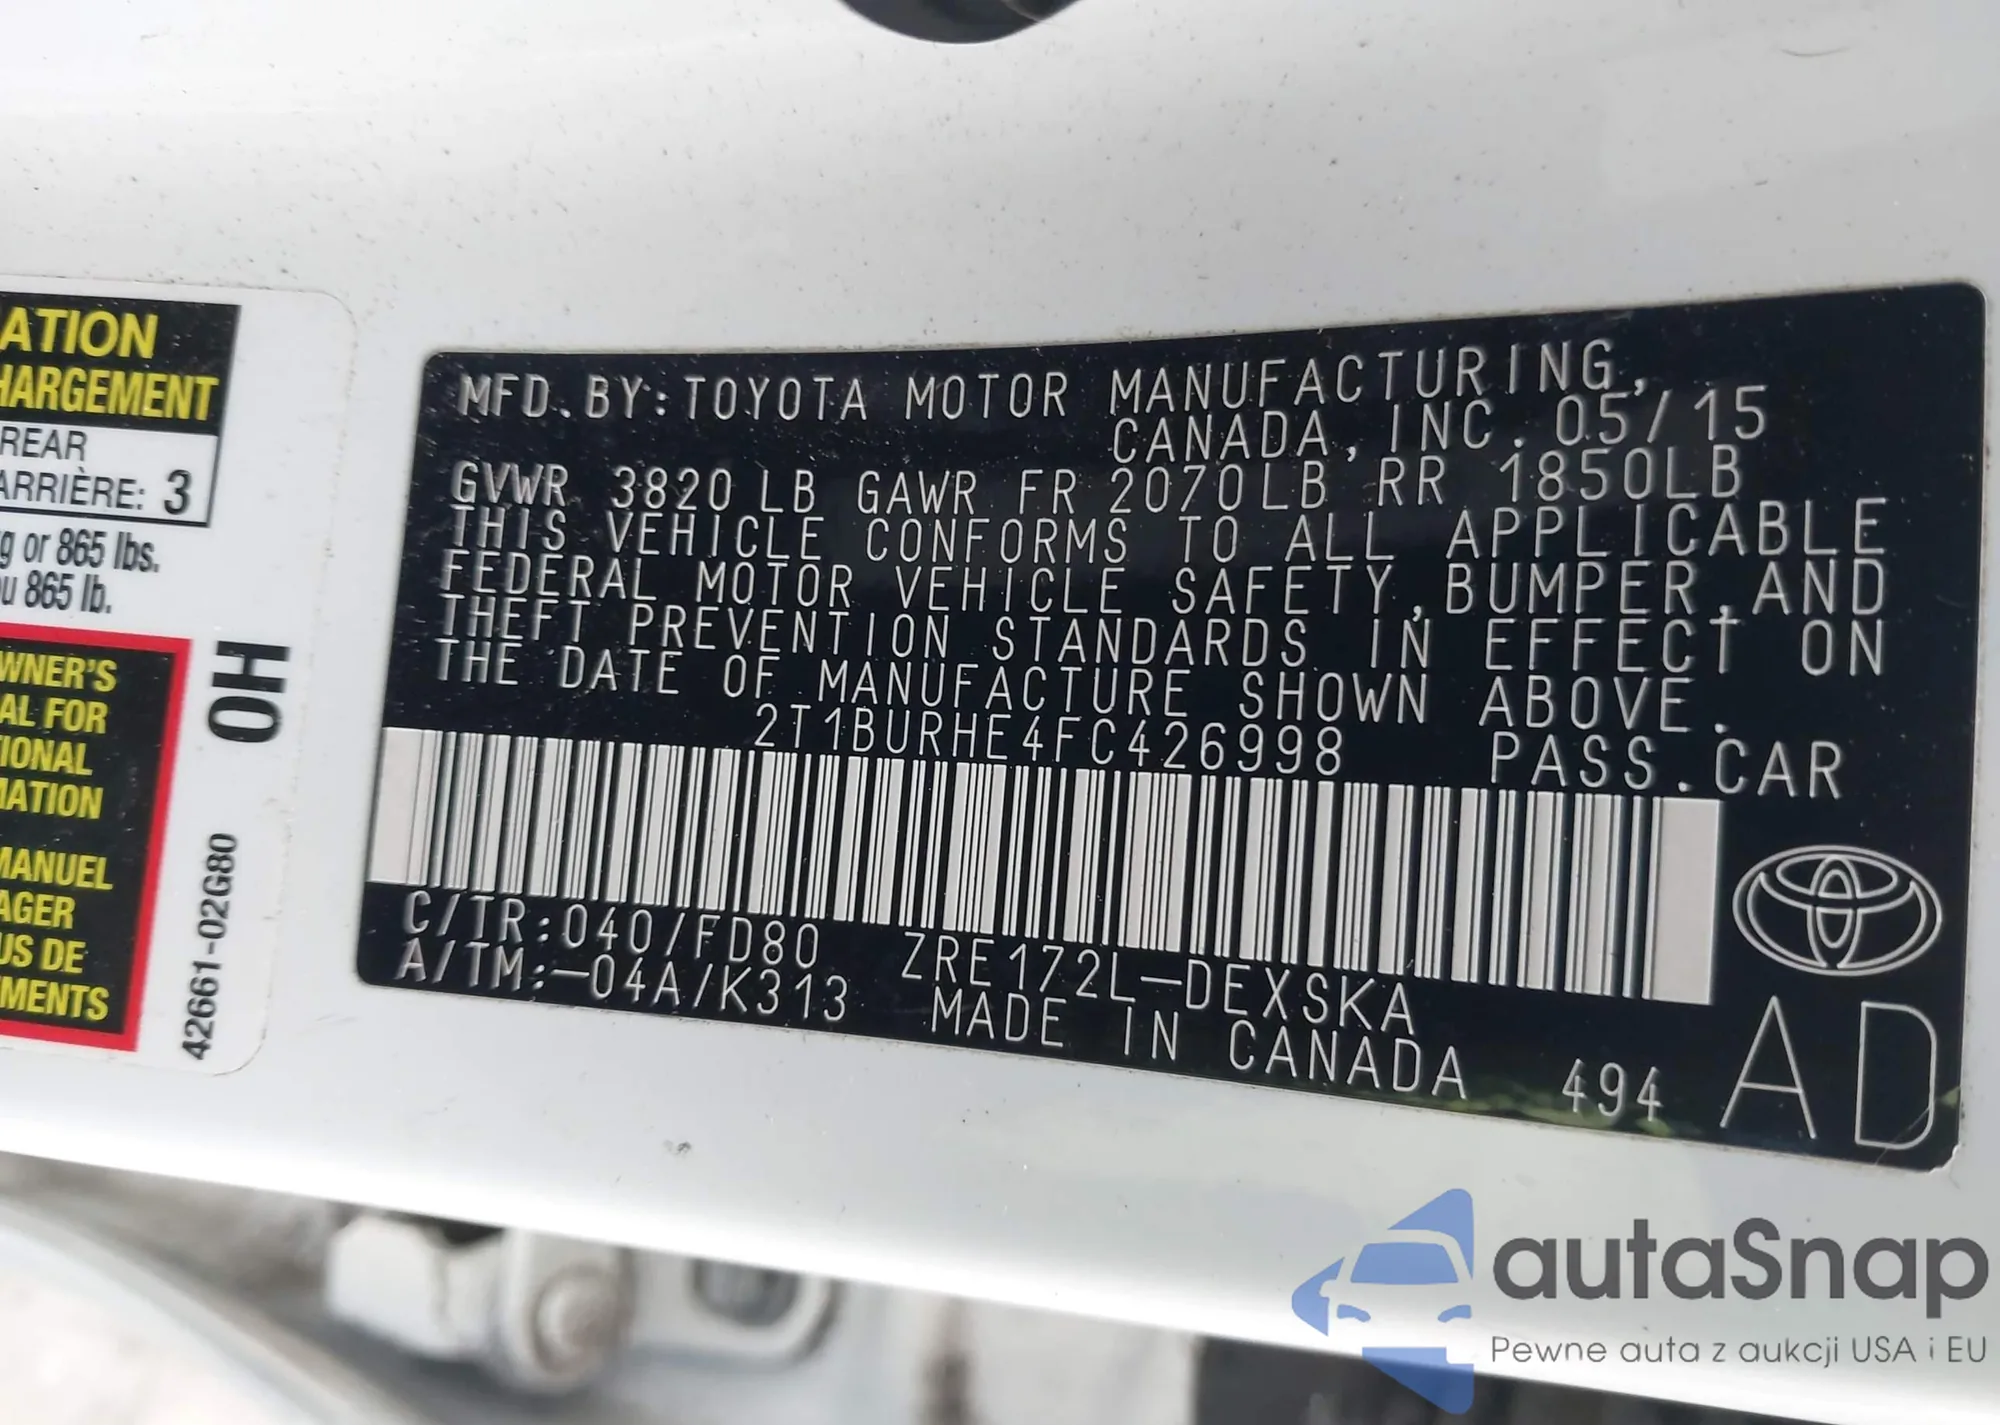 ATION
HARGEMENT
REAR
ARRIÈRE: 3
g or 865 lbs.
u 865 lb.
WNER'S
AL FOR
TIONAL
MATION
MANUEL
AGER
US DE
MENTS
OH
42661-02G80
MFD. BY: TOYOTA MOTOR MANUFACTURING,
CANADA, INC. 05/15
GVWR 3820 LB GAWR FR 2070LB RR 1850LB
THIS VEHICLE CONFORMS TO ALL APPLICABLE
FEDERAL MOTOR VEHICLE SAFETY, BUMPER, AND
THEFT PREVENTION STANDARDS IN EFFECT ON
THE DATE OF MANUFACTURE SHOWN ABOVE.
2T1BURHE4FC426998 PASS. CAR
C/TR: 040/FD80 ZRE172L-DEXSKA
A/TM: -04A/K313 MADE IN CANADA 494
AD
autaSnap
Pewne auta z aukcji USA i EU